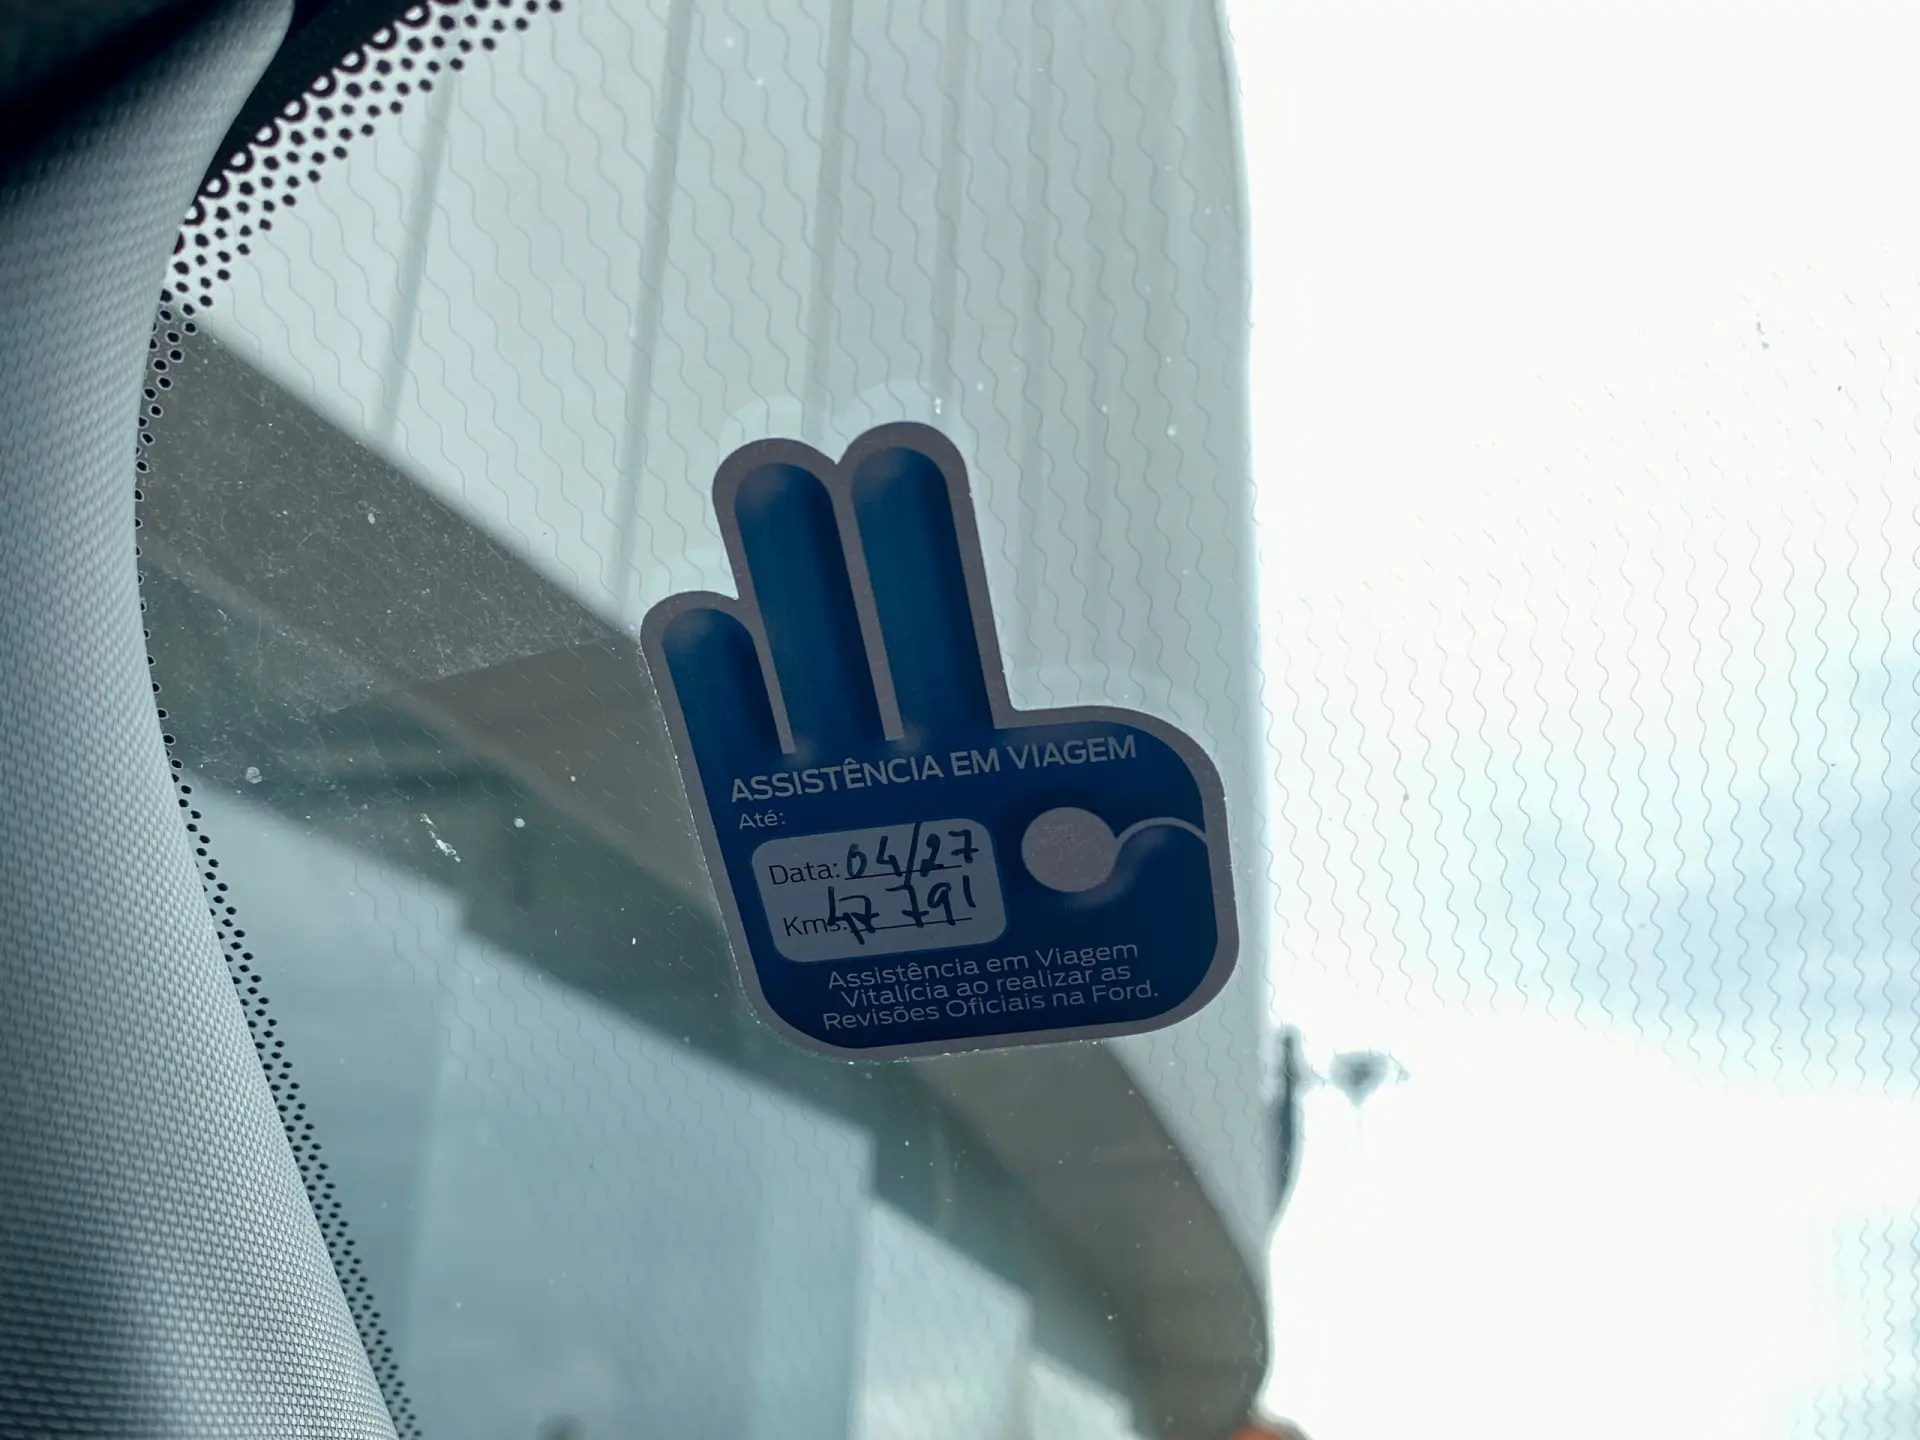 ASSISTÊNCIA EM VIAGEM
Até:
Data: 04/27
Kms: 47 791
Assistência em Viagem
Vitalícia ao realizar as
Revisões Oficiais na Ford.